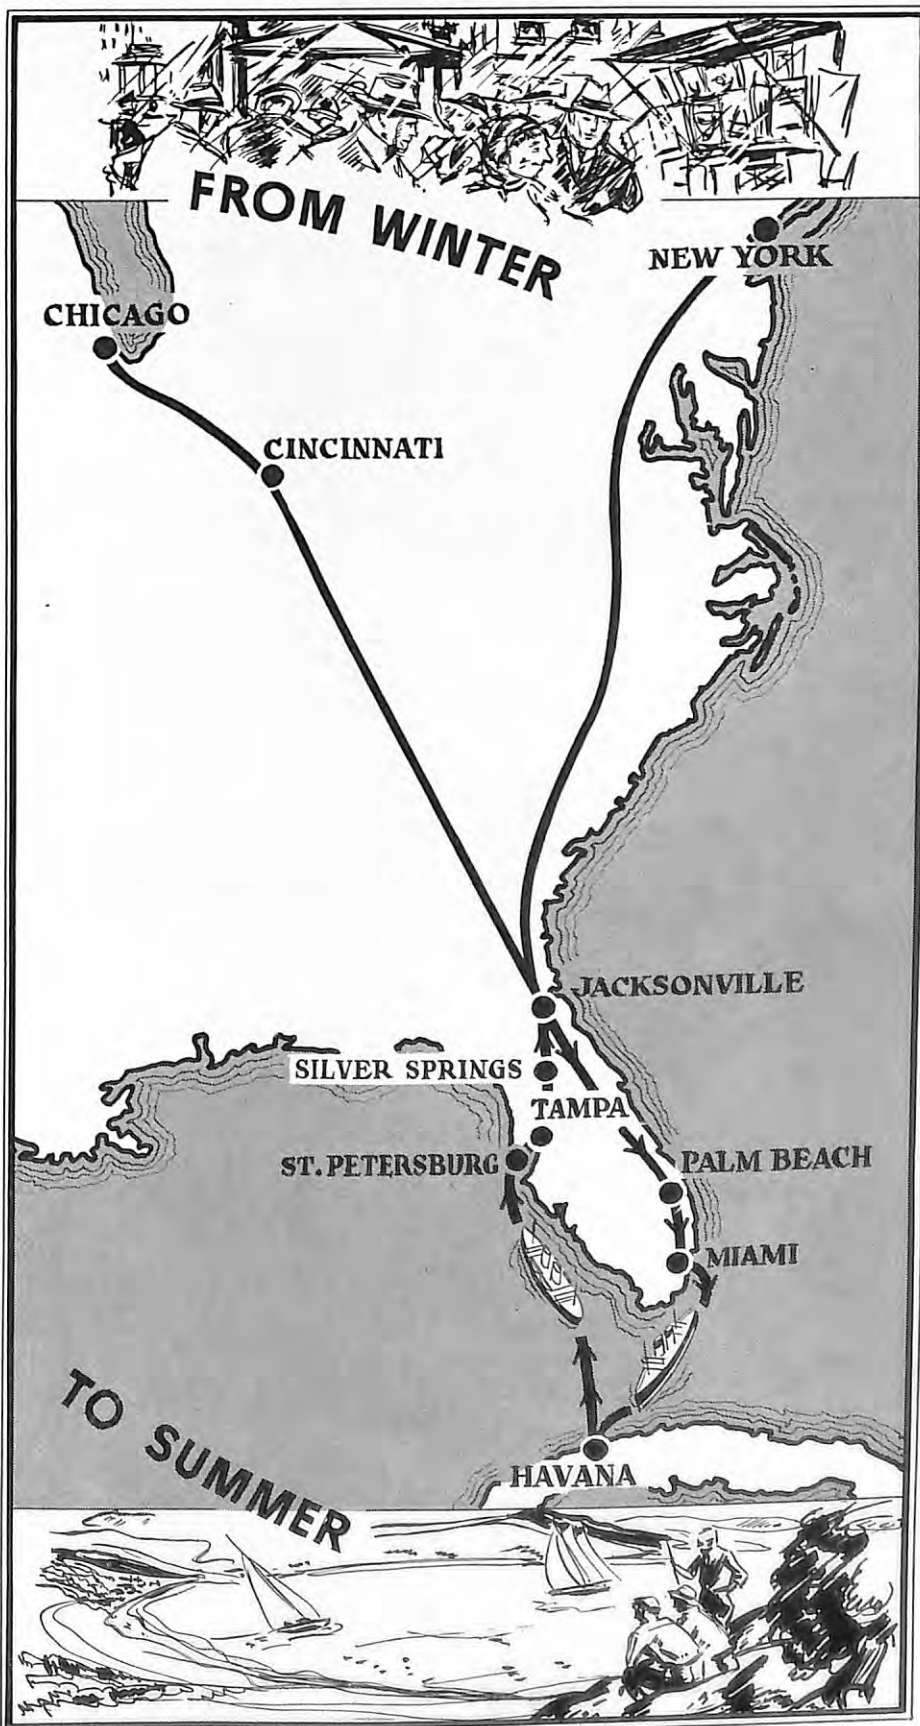 FROM WINTER
NEW YORK
CHICAGO
CINCINNATI
JACKSONVILLE
SILVER SPRINGS
TAMPA
ST. PETERSBURG
PALM BEACH
MIAMI
TO SUMMER
HAVANA